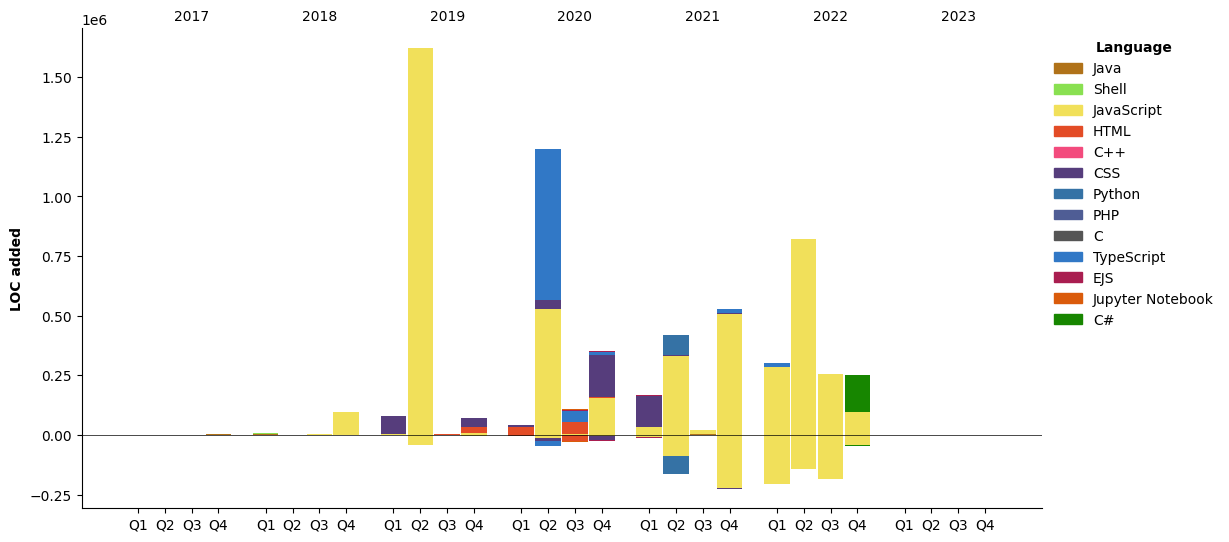 2017 2018 2019 2020 2021 2022 2023
1e6
LOC added
1.50
1.25
1.00
0.75
0.50
0.25
0.00
−0.25
Q1 Q2 Q3 Q4 Q1 Q2 Q3 Q4 Q1 Q2 Q3 Q4 Q1 Q2 Q3 Q4 Q1 Q2 Q3 Q4 Q1 Q2 Q3 Q4 Q1 Q2 Q3 Q4
Language
Java
Shell
JavaScript
HTML
C++
CSS
Python
PHP
C
TypeScript
EJS
Jupyter Notebook
C#